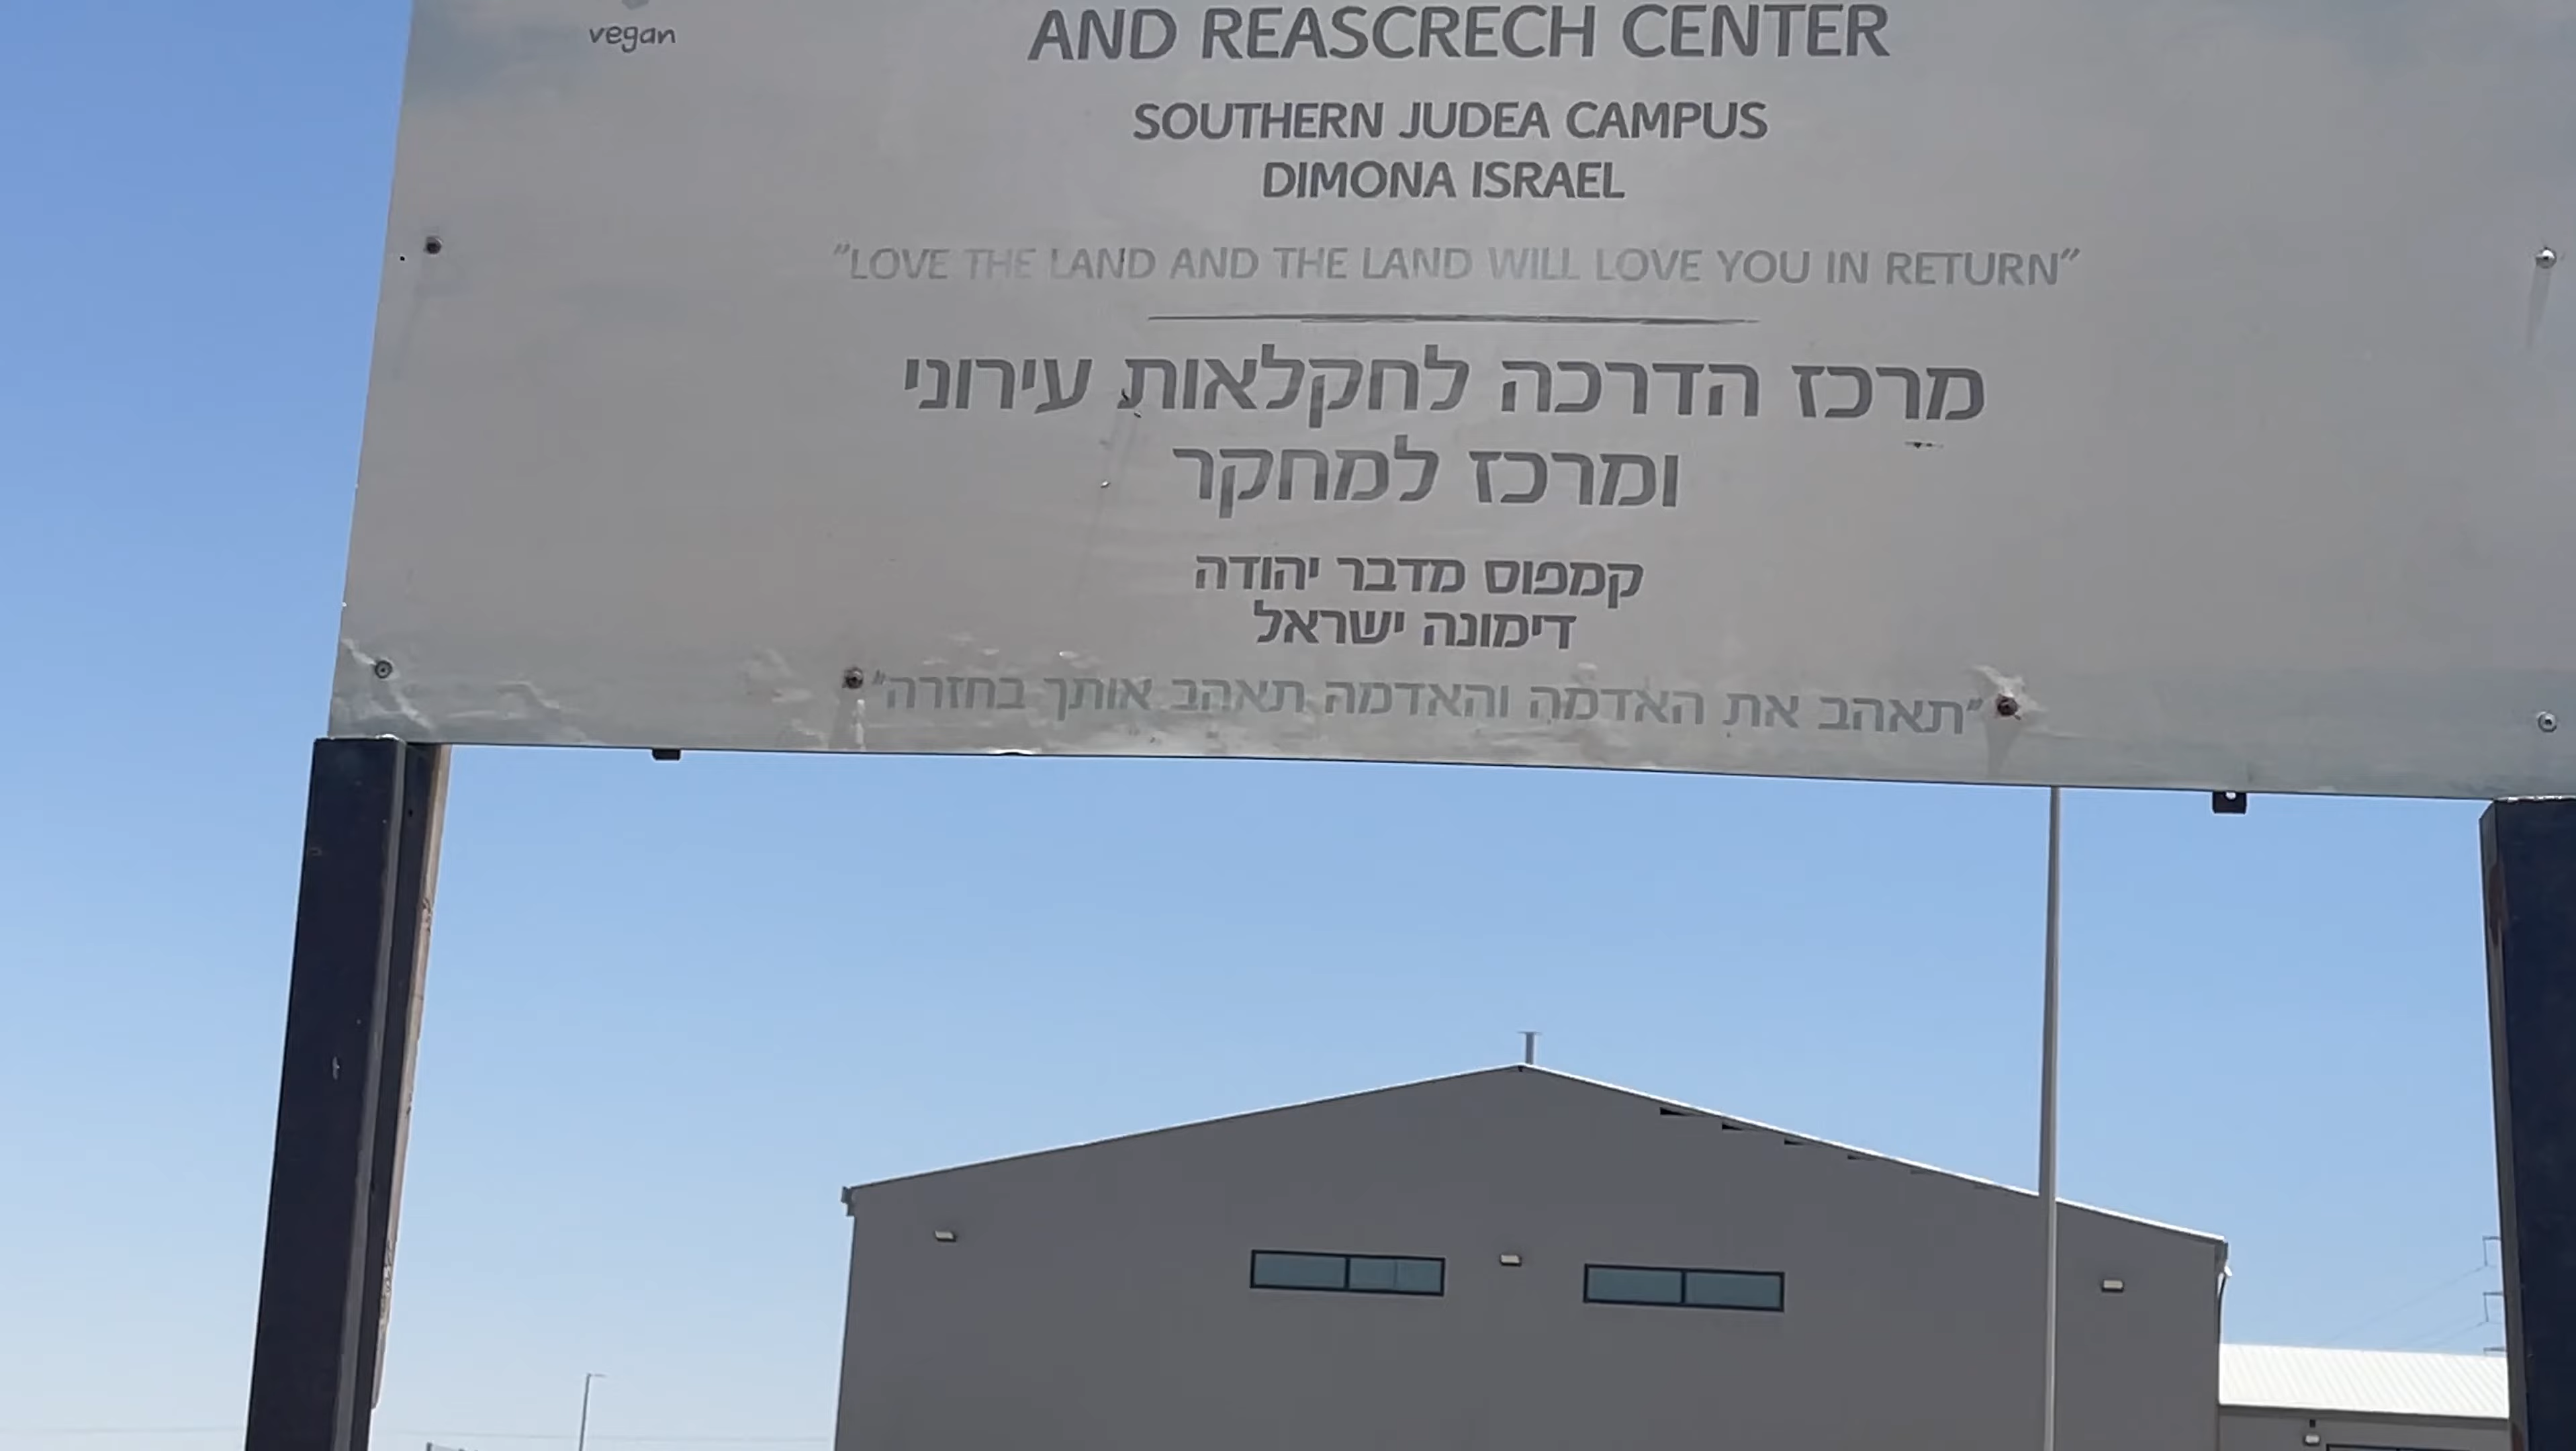 vegan
AND REASCRECH CENTER
SOUTHERN JUDEA CAMPUS
DIMONA ISRAEL
"LOVE THE LAND AND THE LAND WILL LOVE YOU IN RETURN"
מרכז הדרכה לחקלאות עירוני
ומרכז למחקר
קמפוס מדבר יהודה
דימונה ישראל
"תאהב את האדמה והאדמה תאהב אותך בחזרה"